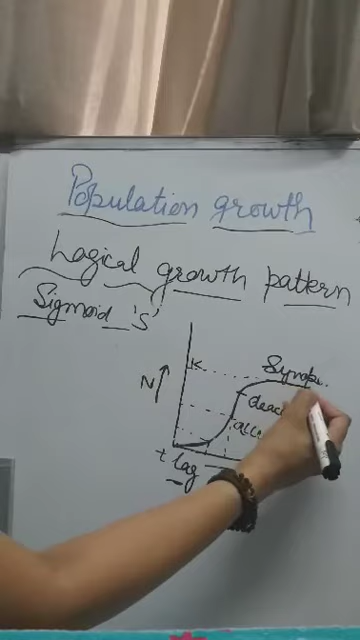 Population growth
Logical growth pattern
Sigmoid 'S'
K
N
t lag